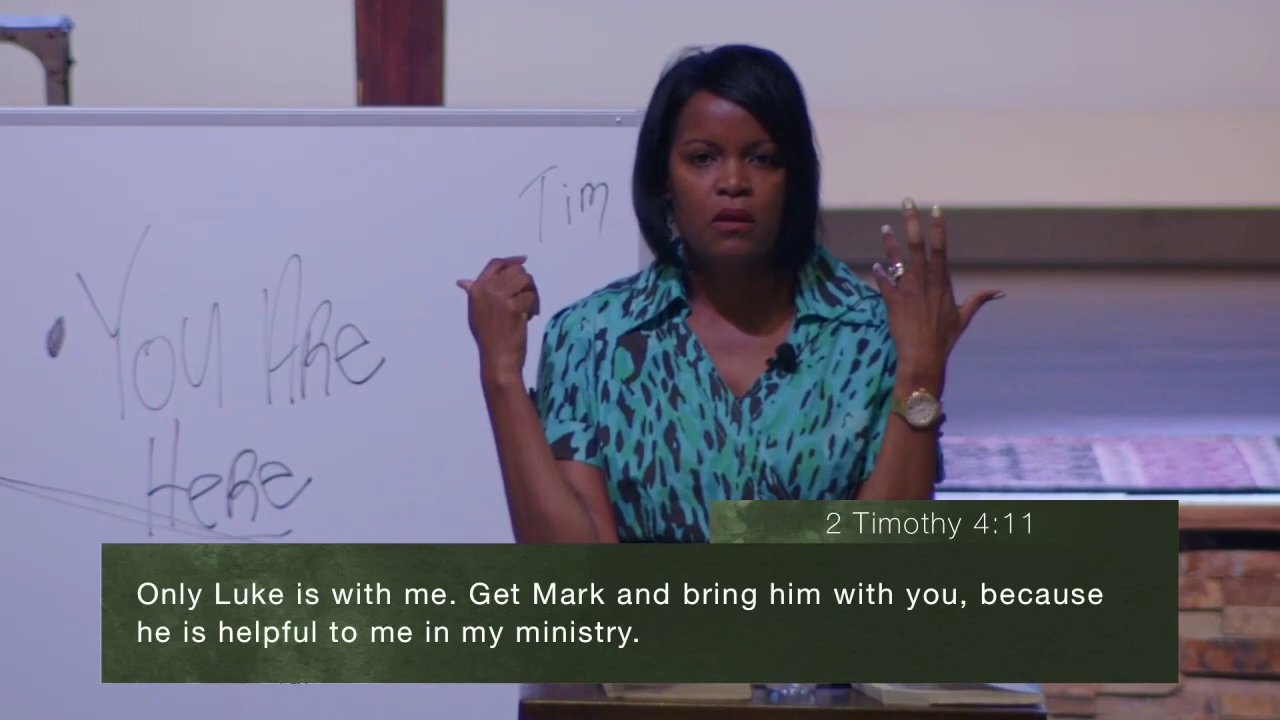 Tim
You Are
Here
2 Timothy 4:11
Only Luke is with me. Get Mark and bring him with you, because
he is helpful to me in my ministry.